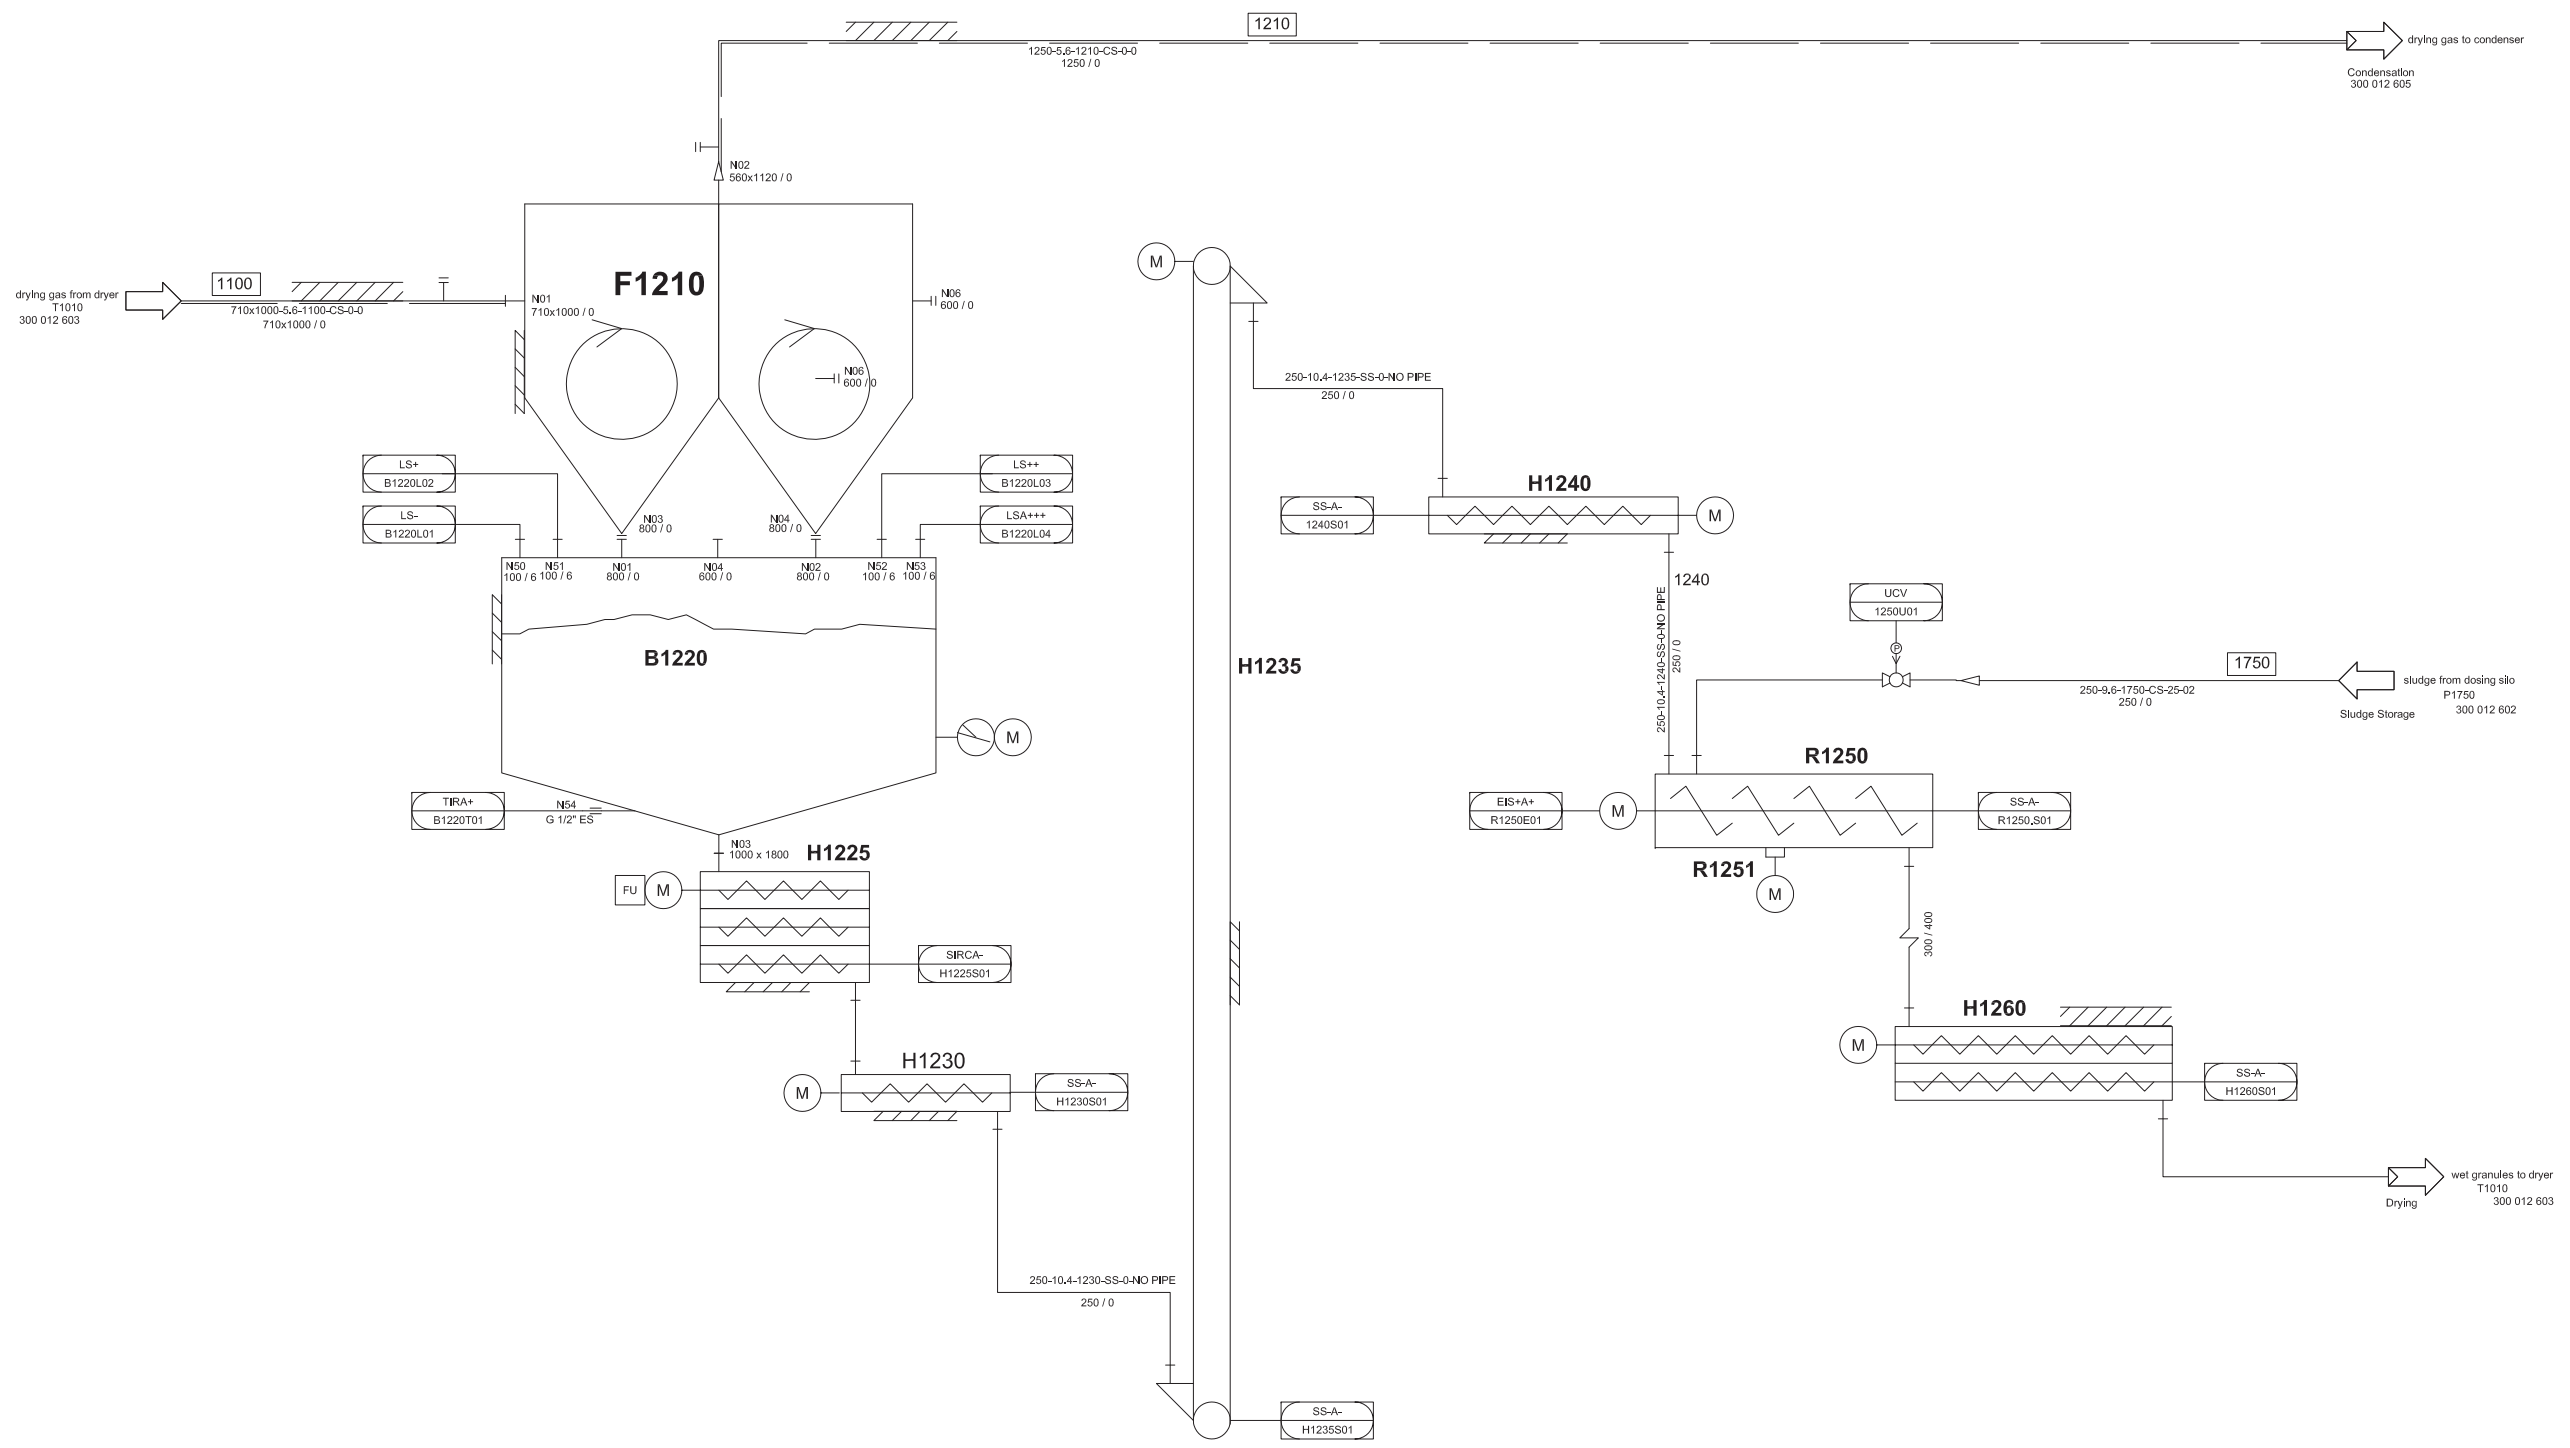 1210
1250-5.6-1210-CS-0-0
1250 / 0
drying gas to condenser
Condensation
300 012 605
N02
560x1120 / 0
1100
drying gas from dryer
T1010
300 012 603
710x1000-5.6-1100-CS-0-0
710x1000 / 0
N01
710x1000 / 0
F1210
N06
600 / 0
N06
600 / 0
LS+
B1220L02
LS-
B1220L01
LS++
B1220L03
LSA+++
B1220L04
N03
800 / 0
N04
800 / 0
N50
100 / 6
N51
100 / 6
N01
800 / 0
N04
600 / 0
N02
800 / 0
N52
100 / 6
N53
100 / 6
B1220
M
TIRA+
B1220T01
N54
G 1/2" ES
N03
1000 x 1800
H1225
FU
M
SIRCA-
H1225S01
H1230
M
SS-A-
H1230S01
250-10.4-1230-SS-0-NO PIPE
250 / 0
M
H1235
SS-A-
H1235S01
250-10.4-1235-SS-0-NO PIPE
250 / 0
H1240
SS-A-
1240S01
M
1240
250-10.4-1240-SS-0-NO PIPE
250 / 0
UCV
1250U01
P
1750
250-9.6-1750-CS-25-02
250 / 0
sludge from dosing silo
P1750
300 012 602
Sludge Storage
R1250
EIS+A+
R1250E01
M
SS-A-
R1250.S01
R1251
M
300 / 400
H1260
M
SS-A-
H1260S01
wet granules to dryer
T1010
300 012 603
Drying